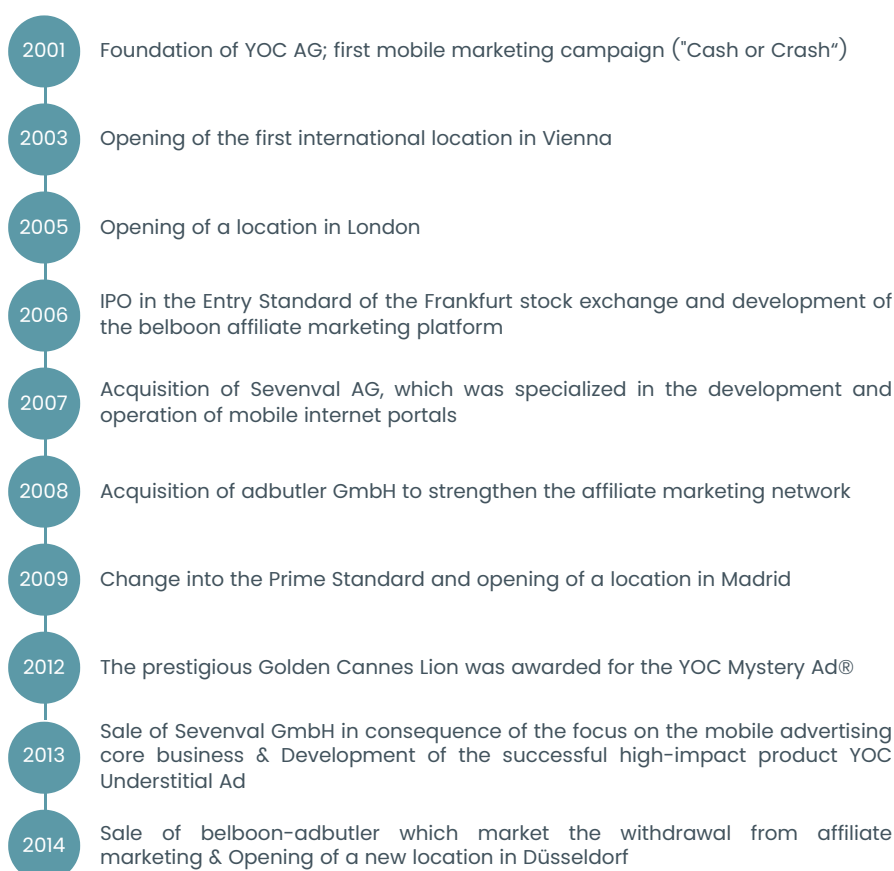 2001
Foundation of YOC AG; first mobile marketing campaign ("Cash or Crash“)
2003
Opening of the first international location in Vienna
2005
Opening of a location in London
2006
IPO in the Entry Standard of the Frankfurt stock exchange and development of
the belboon affiliate marketing platform
2007
Acquisition of Sevenval AG, which was specialized in the development and
operation of mobile internet portals
2008
Acquisition of adbutler GmbH to strengthen the affiliate marketing network
2009
Change into the Prime Standard and opening of a location in Madrid
2012
The prestigious Golden Cannes Lion was awarded for the YOC Mystery Ad®
2013
Sale of Sevenval GmbH in consequence of the focus on the mobile advertising
core business & Development of the successful high-impact product YOC
Understitial Ad
2014
Sale of belboon-adbutler which market the withdrawal from affiliate
marketing & Opening of a new location in Düsseldorf